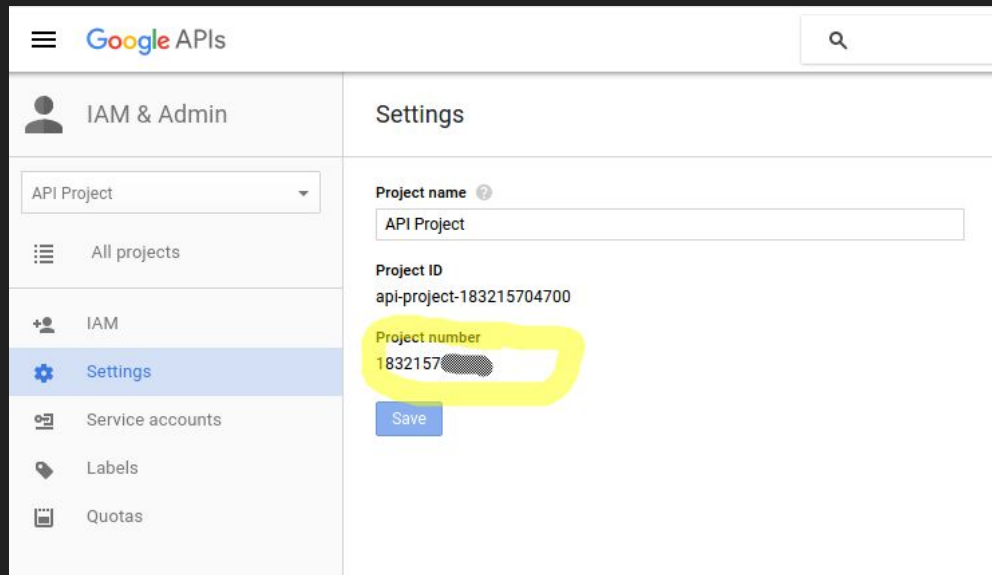 Google APIs
IAM & Admin
Settings
API Project
Project name
API Project
All projects
Project ID
api-project-183215704700
IAM
Project number
1832157
Settings
Save
Service accounts
Labels
Quotas